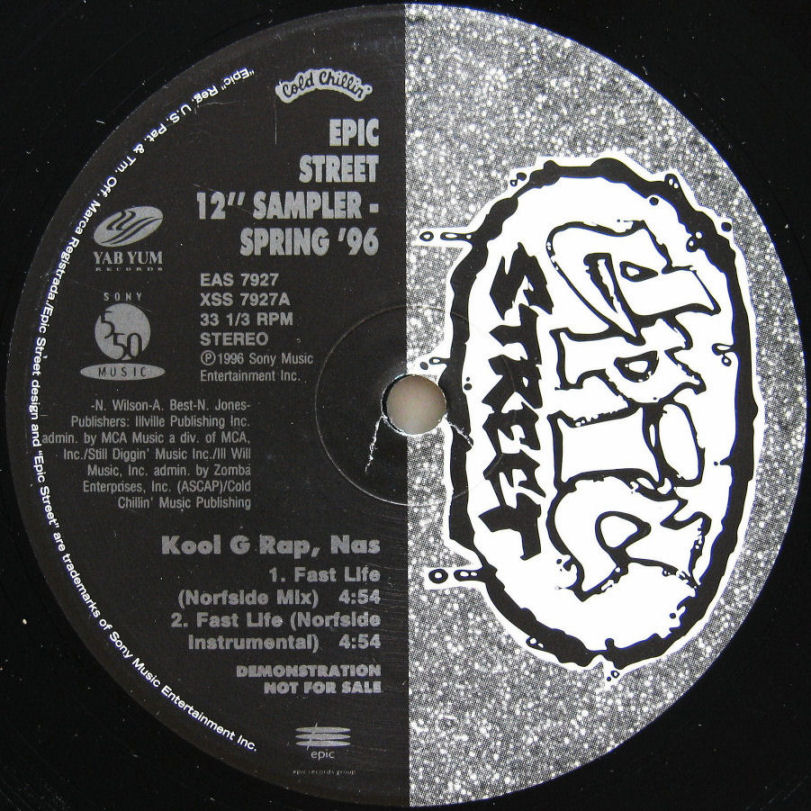 Cold Chillin'
EPIC
STREET
12" SAMPLER -
SPRING '96
YAB YUM
RECORDS
EAS 7927
XSS 7927A
33 1/3 RPM
STEREO
℗1996 Sony Music
Entertainment Inc.
SONY
550
MUSIC
-N. Wilson-A. Best-N. Jones-
Publishers: Illville Publishing Inc.
admin. by MCA Music a div. of MCA,
Inc./Still Diggin' Music Inc./Ill Will
Music, Inc. admin. by Zomba
Enterprises, Inc. (ASCAP)/Cold
Chillin' Music Publishing
Kool G Rap, Nas
1. Fast Life
(Norfside Mix) 4:54
2. Fast Life (Norfside
Instrumental) 4:54
DEMONSTRATION
NOT FOR SALE
epic
epic records group
"Epic" Reg. U.S. Pat. & Tm. Off. Marca Registrada/Epic Street design and "Epic Street" are trademarks of Sony Music Entertainment Inc.
EPIC
STREET